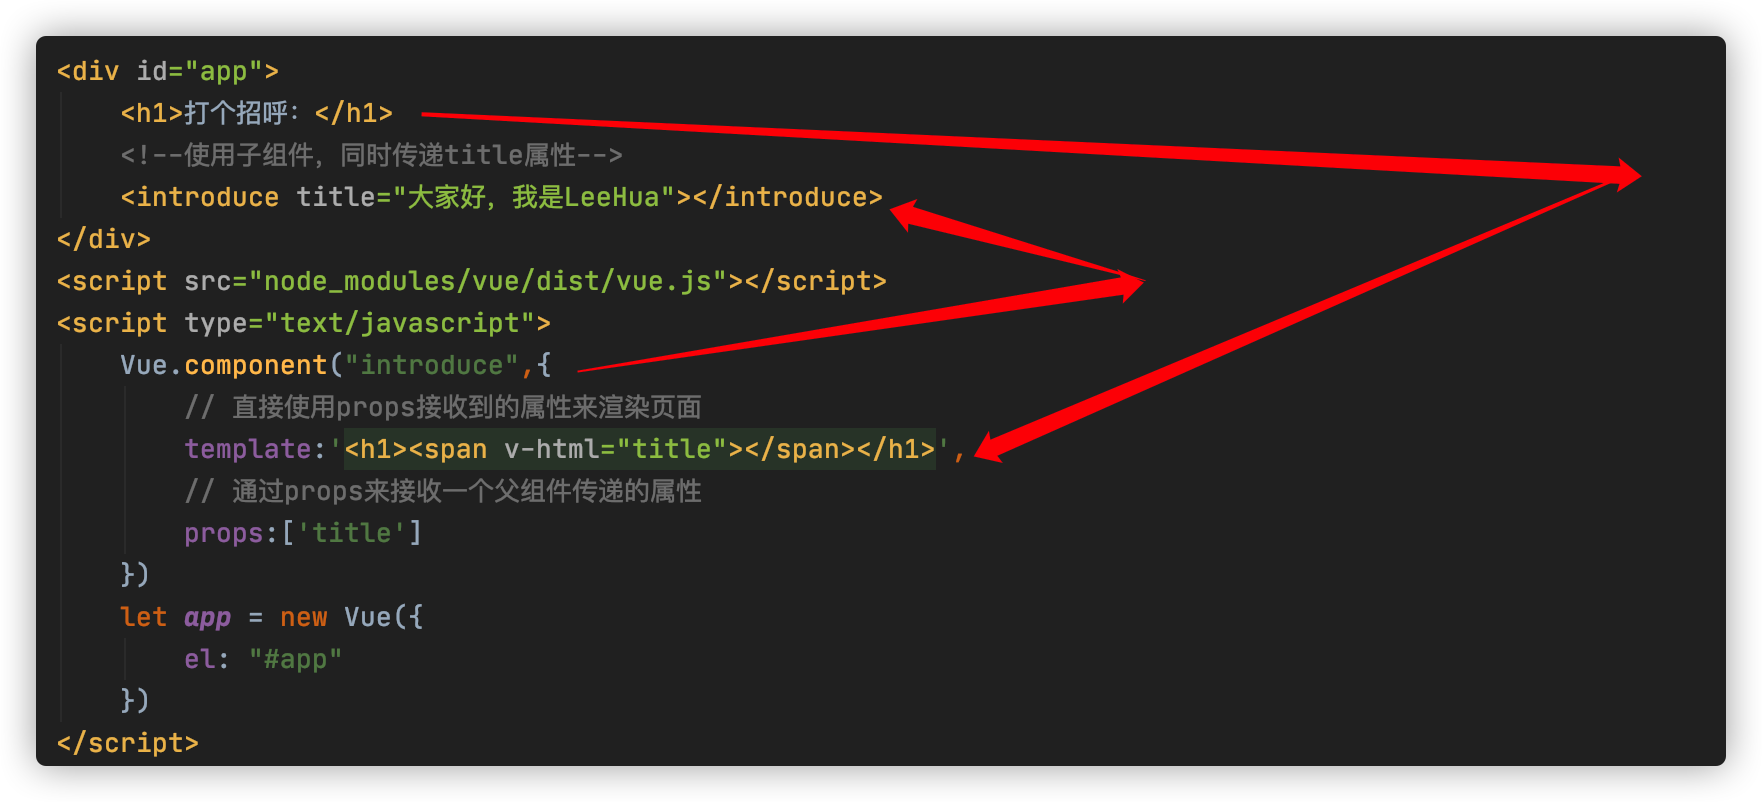 <div id="app">
    <h1>打个招呼：</h1>
    <!--使用子组件，同时传递title属性-->
    <introduce title="大家好，我是LeeHua"></introduce>
</div>
<script src="node_modules/vue/dist/vue.js"></script>
<script type="text/javascript">
    Vue.component("introduce",{
        // 直接使用props接收到的属性来渲染页面
        template:'<h1><span v-html="title"></span></h1>',
        // 通过props来接收一个父组件传递的属性
        props:['title']
    })
    let app = new Vue({
        el: "#app"
    })
</script>